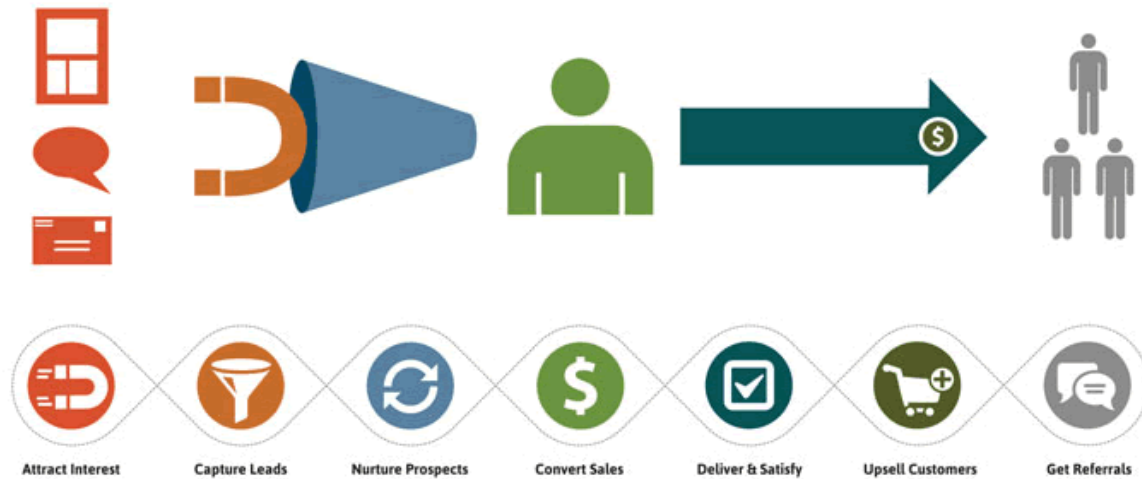 $
$
Attract Interest
Capture Leads
Nurture Prospects
Convert Sales
Deliver & Satisfy
Upsell Customers
Get Referrals